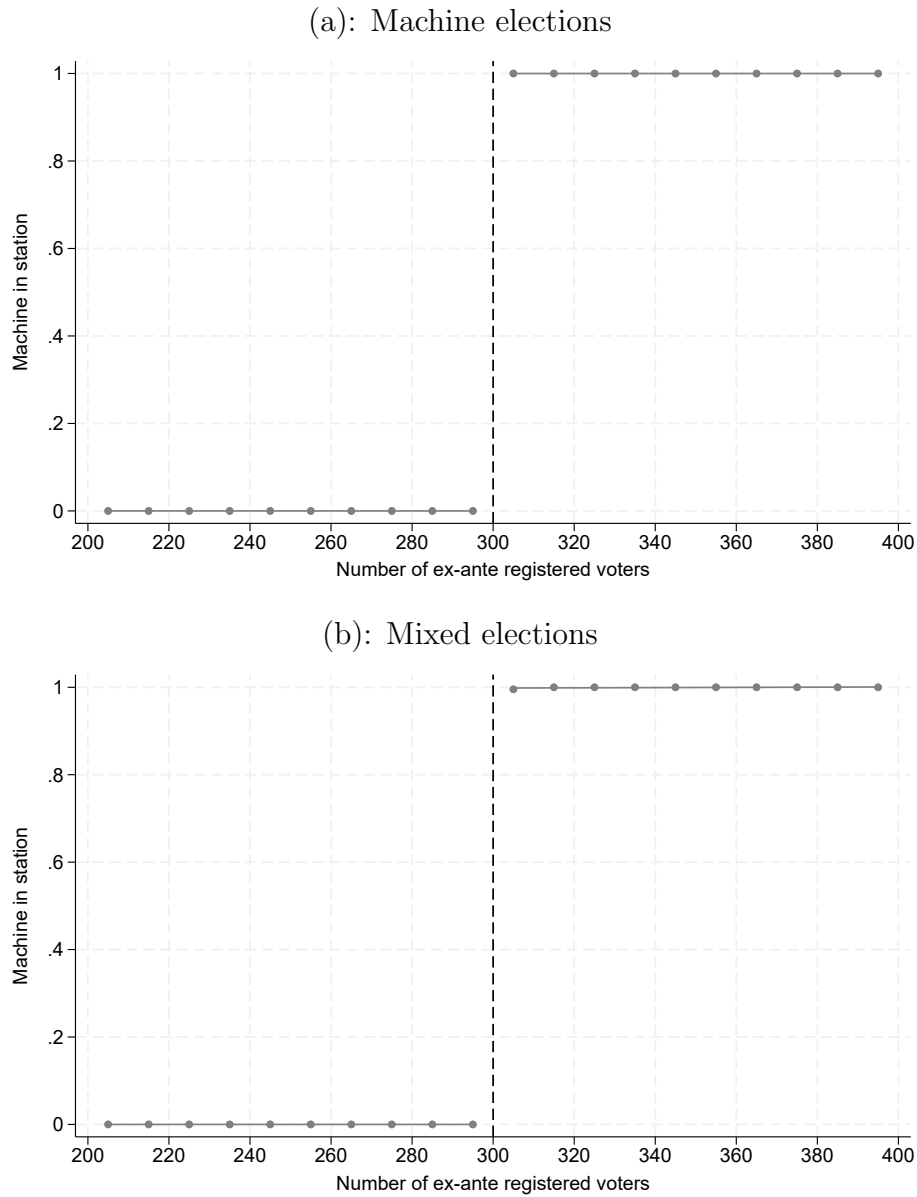 (a): Machine elections
1
.8
.6
.4
.2
0
Machine in station
200 220 240 260 280 300 320 340 360 380 400
Number of ex-ante registered voters
(b): Mixed elections
1
.8
.6
.4
.2
0
Machine in station
200 220 240 260 280 300 320 340 360 380 400
Number of ex-ante registered voters